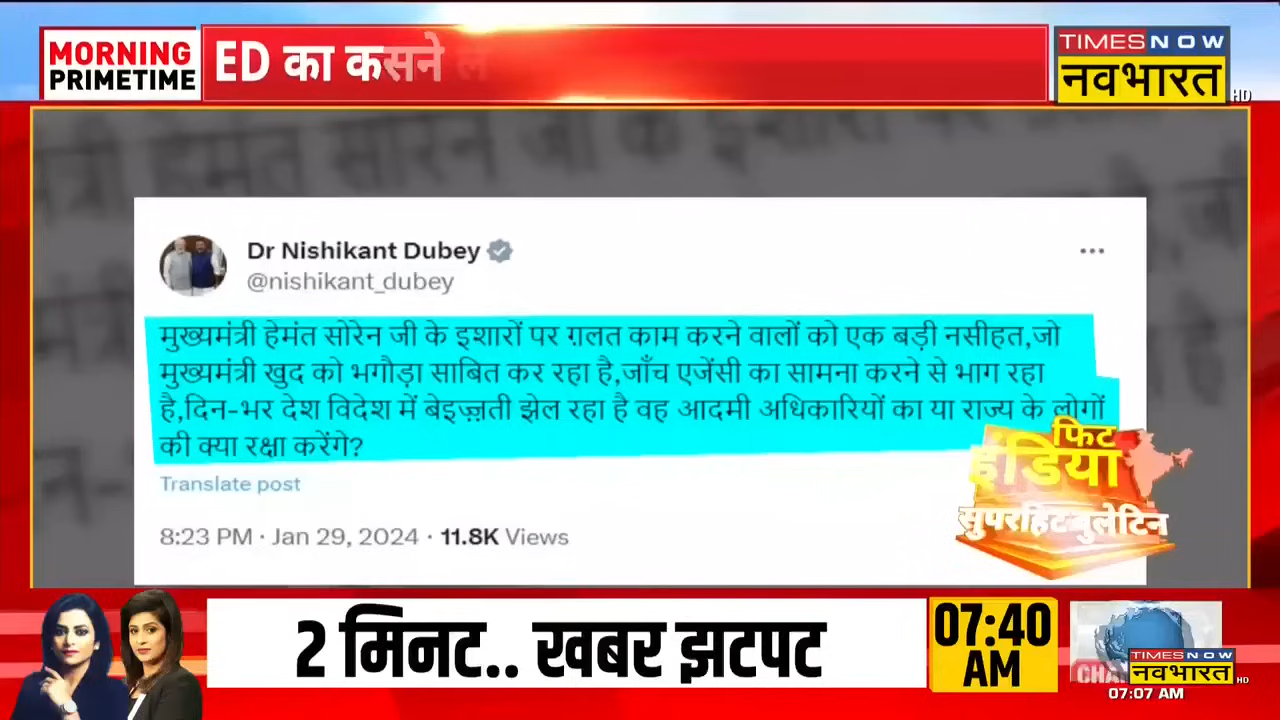 MORNING
PRIMETIME
ED का कसने
TIMES NOW
नवभारत
HD
Dr Nishikant Dubey
@nishikant_dubey
मुख्यमंत्री हेमंत सोरेन जी के इशारों पर ग़लत काम करने वालों को एक बड़ी नसीहत,जो
मुख्यमंत्री खुद को भगौड़ा साबित कर रहा है,जाँच एजेंसी का सामना करने से भाग रहा
है,दिन-भर देश विदेश में बेइज़्ज़ती झेल रहा है वह आदमी अधिकारियों का या राज्य के लोगों
की क्या रक्षा करेंगे?
Translate post
8:23 PM · Jan 29, 2024 · 11.8K Views
फिट
इंडिया
सुपरहिट बुलेटिन
2 मिनट.. खबर झटपट
07:40
AM
TIMES NOW
नवभारत
HD
07:07 AM